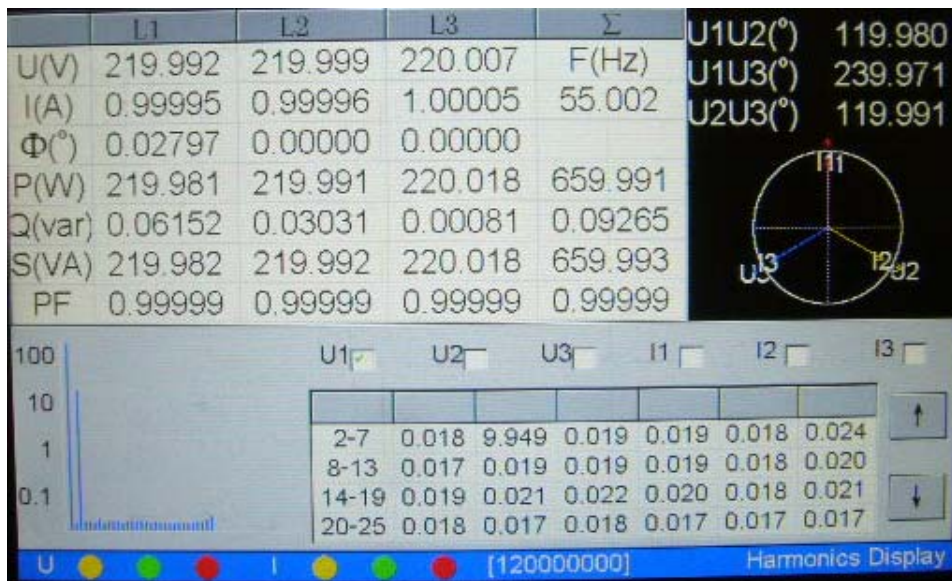 L1 L2 L3 Σ
U(V) 219.992 219.999 220.007 F(Hz)
I(A) 0.99995 0.99996 1.00005 55.002
Φ(°) 0.02797 0.00000 0.00000
P(W) 219.981 219.991 220.018 659.991
Q(var) 0.06152 0.03031 0.00081 0.09265
S(VA) 219.982 219.992 220.018 659.993
PF 0.99999 0.99999 0.99999 0.99999
U1U2(°) 119.980
U1U3(°) 239.971
U2U3(°) 119.991
I3
U3
I2
U2
100
10
1
0.1
U1 U2 U3 I1 I2 I3
2-7 0.018 9.949 0.019 0.019 0.018 0.024
8-13 0.017 0.019 0.019 0.019 0.018 0.020
14-19 0.019 0.021 0.022 0.020 0.018 0.021
20-25 0.018 0.017 0.018 0.017 0.017 0.017
U I [120000000] Harmonics Display